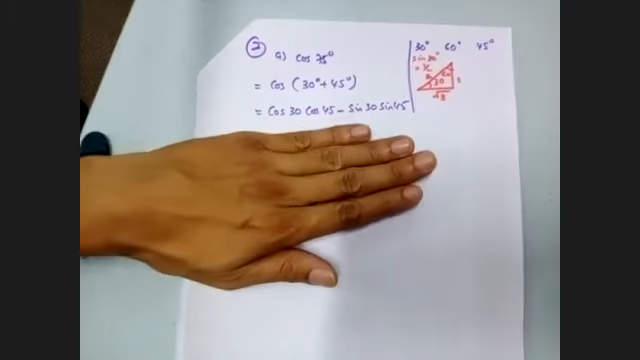 2
a) cos 75°
= cos (30° + 45°)
= cos 30 cos 45 - sin 30 sin 45
30° 60° 45°
sin 30°
= 1/2
2 60 1
30
√3